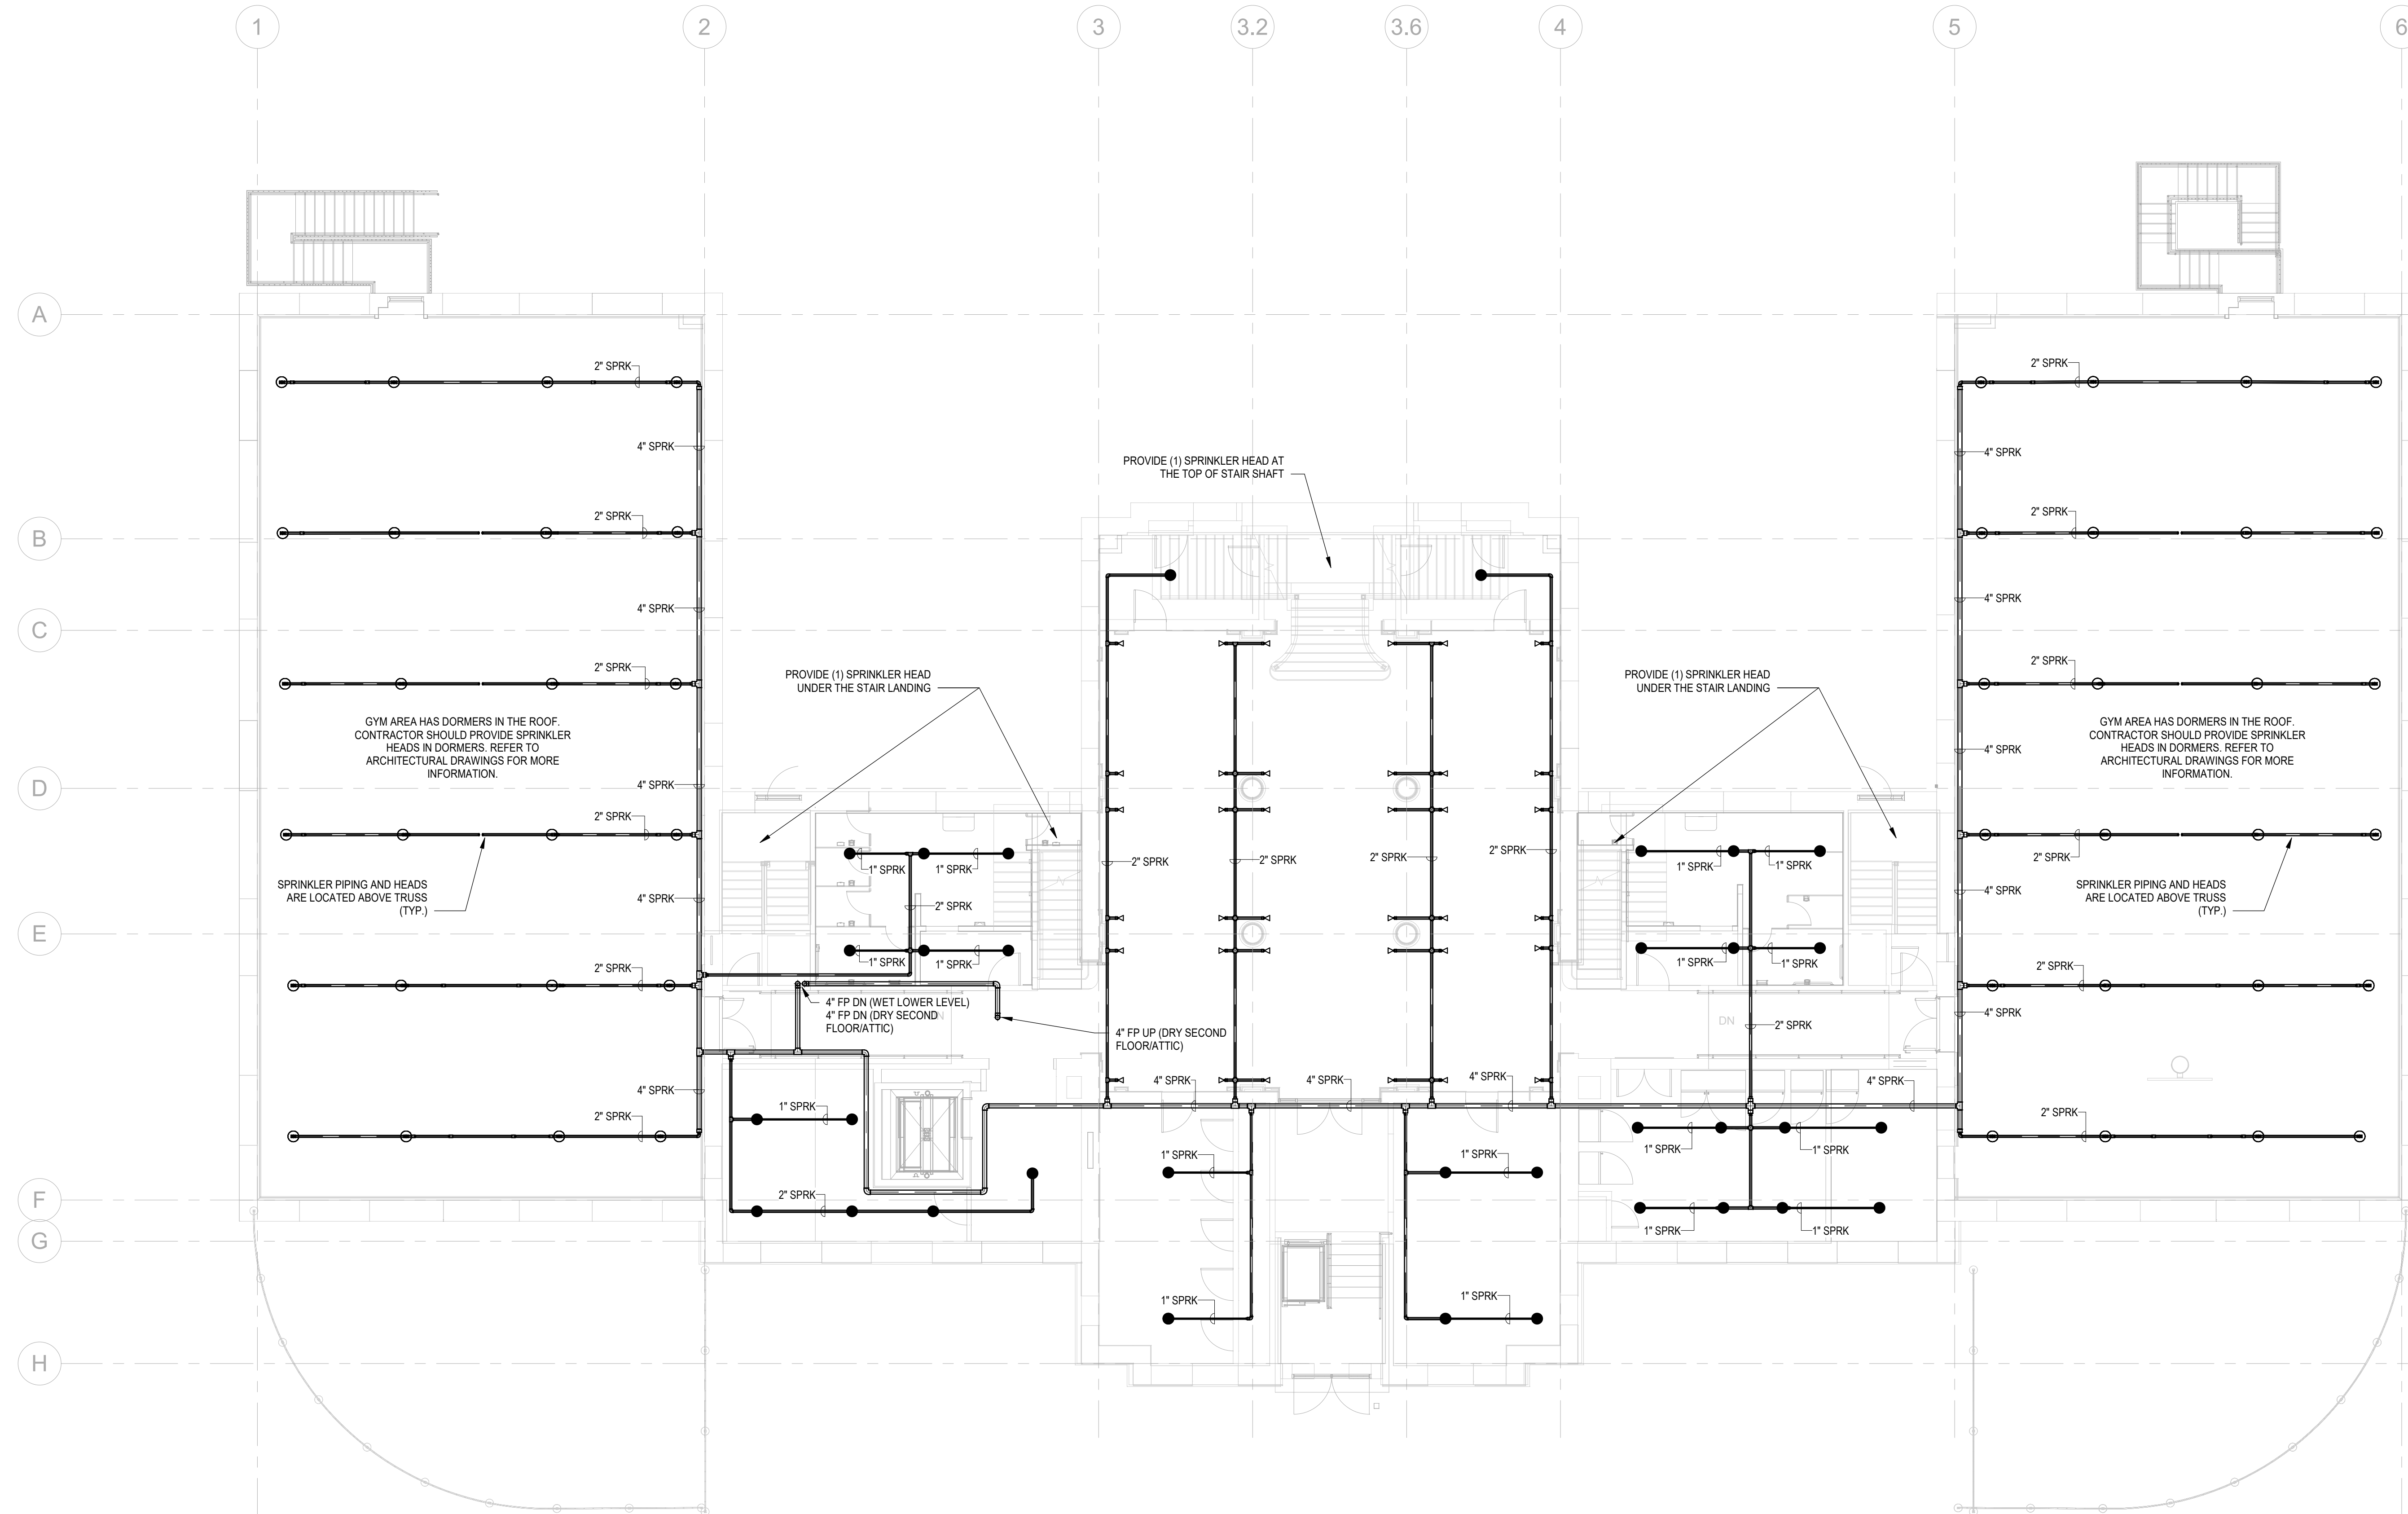 1
2
3
3.2
3.6
4
5
6
A
B
C
D
E
F
G
H
2" SPRK
4" SPRK
2" SPRK
4" SPRK
2" SPRK
GYM AREA HAS DORMERS IN THE ROOF.
CONTRACTOR SHOULD PROVIDE SPRINKLER
HEADS IN DORMERS. REFER TO
ARCHITECTURAL DRAWINGS FOR MORE
INFORMATION.
4" SPRK
2" SPRK
SPRINKLER PIPING AND HEADS
ARE LOCATED ABOVE TRUSS
(TYP.)
4" SPRK
2" SPRK
4" SPRK
2" SPRK
PROVIDE (1) SPRINKLER HEAD
UNDER THE STAIR LANDING
1" SPRK
1" SPRK
2" SPRK
1" SPRK
1" SPRK
4" FP DN (WET LOWER LEVEL)
4" FP DN (DRY SECOND
FLOOR/ATTIC)
DN
4" FP UP (DRY SECOND
FLOOR/ATTIC)
1" SPRK
2" SPRK
PROVIDE (1) SPRINKLER HEAD AT
THE TOP OF STAIR SHAFT
2" SPRK
2" SPRK
2" SPRK
2" SPRK
4" SPRK
4" SPRK
4" SPRK
4" SPRK
1" SPRK
1" SPRK
1" SPRK
1" SPRK
PROVIDE (1) SPRINKLER HEAD
UNDER THE STAIR LANDING
1" SPRK
1" SPRK
1" SPRK
1" SPRK
DN
2" SPRK
1" SPRK
1" SPRK
1" SPRK
1" SPRK
2" SPRK
4" SPRK
2" SPRK
4" SPRK
2" SPRK
GYM AREA HAS DORMERS IN THE ROOF.
CONTRACTOR SHOULD PROVIDE SPRINKLER
HEADS IN DORMERS. REFER TO
ARCHITECTURAL DRAWINGS FOR MORE
INFORMATION.
4" SPRK
2" SPRK
SPRINKLER PIPING AND HEADS
ARE LOCATED ABOVE TRUSS
(TYP.)
4" SPRK
2" SPRK
4" SPRK
2" SPRK